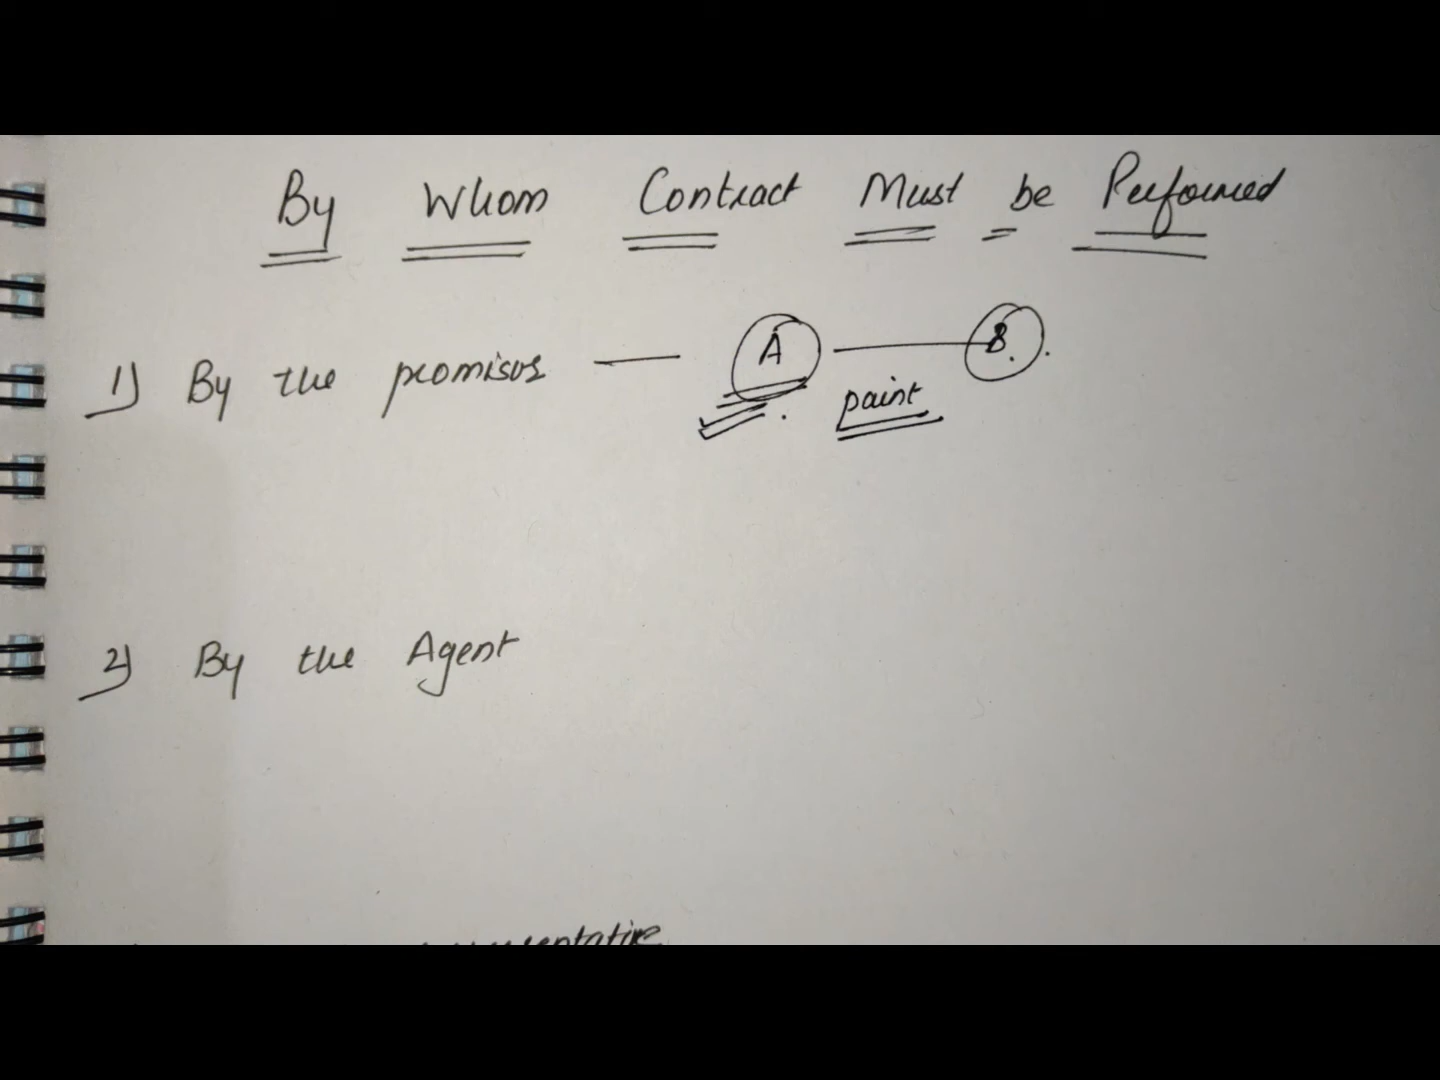 By Whom Contract Must be Performed
1) By the promisor — A — B.
paint
2) By the Agent